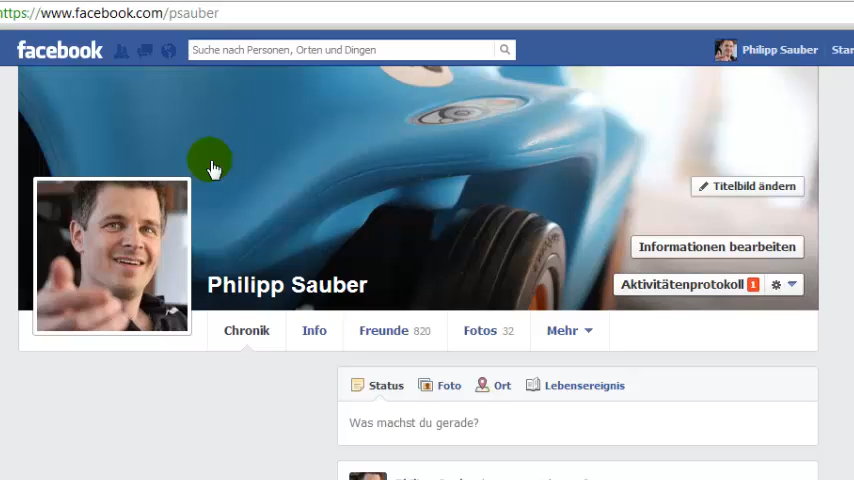 https://www.facebook.com/psauber
facebook
Suche nach Personen, Orten und Dingen
Philipp Sauber
Titelbild ändern
Informationen bearbeiten
Philipp Sauber
Aktivitätenprotokoll 1
Chronik
Info
Freunde 820
Fotos 32
Mehr
Status
Foto
Ort
Lebensereignis
Was machst du gerade?